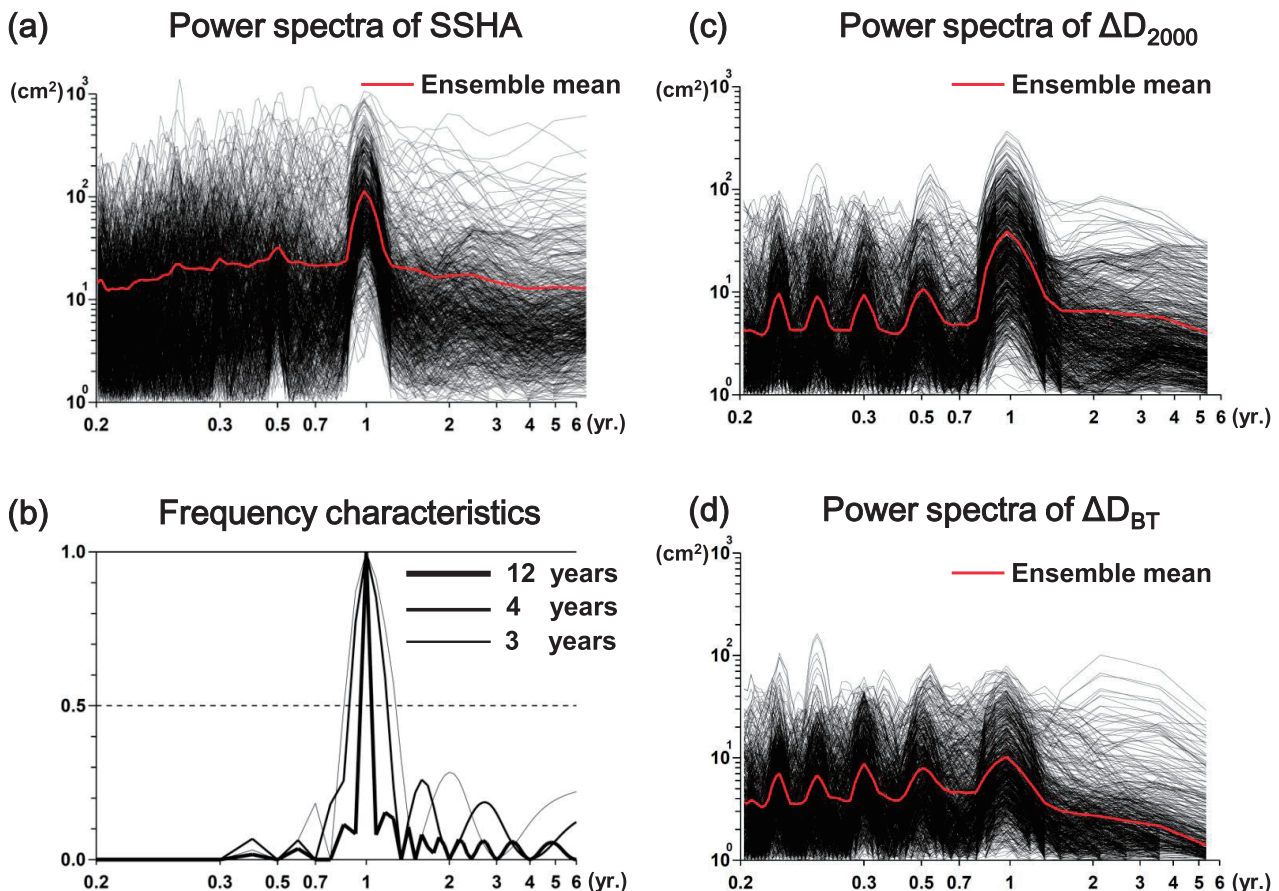 (a) Power spectra of SSHA
(cm²)
Ensemble mean
10³
10²
10¹
10⁰
0.2 0.3 0.5 0.7 1 2 3 4 5 6 (yr.)
(c) Power spectra of ΔD₂₀₀₀
(cm²)
Ensemble mean
10³
10²
10¹
10⁰
0.2 0.3 0.5 0.7 1 2 3 4 5 6 (yr.)
(b) Frequency characteristics
1.0
0.5
0.0
12 years
4 years
3 years
0.2 0.3 0.5 0.7 1 2 3 4 5 6 (yr.)
(d) Power spectra of ΔD_BT
(cm²)
Ensemble mean
10³
10²
10¹
10⁰
0.2 0.3 0.5 0.7 1 2 3 4 5 6 (yr.)